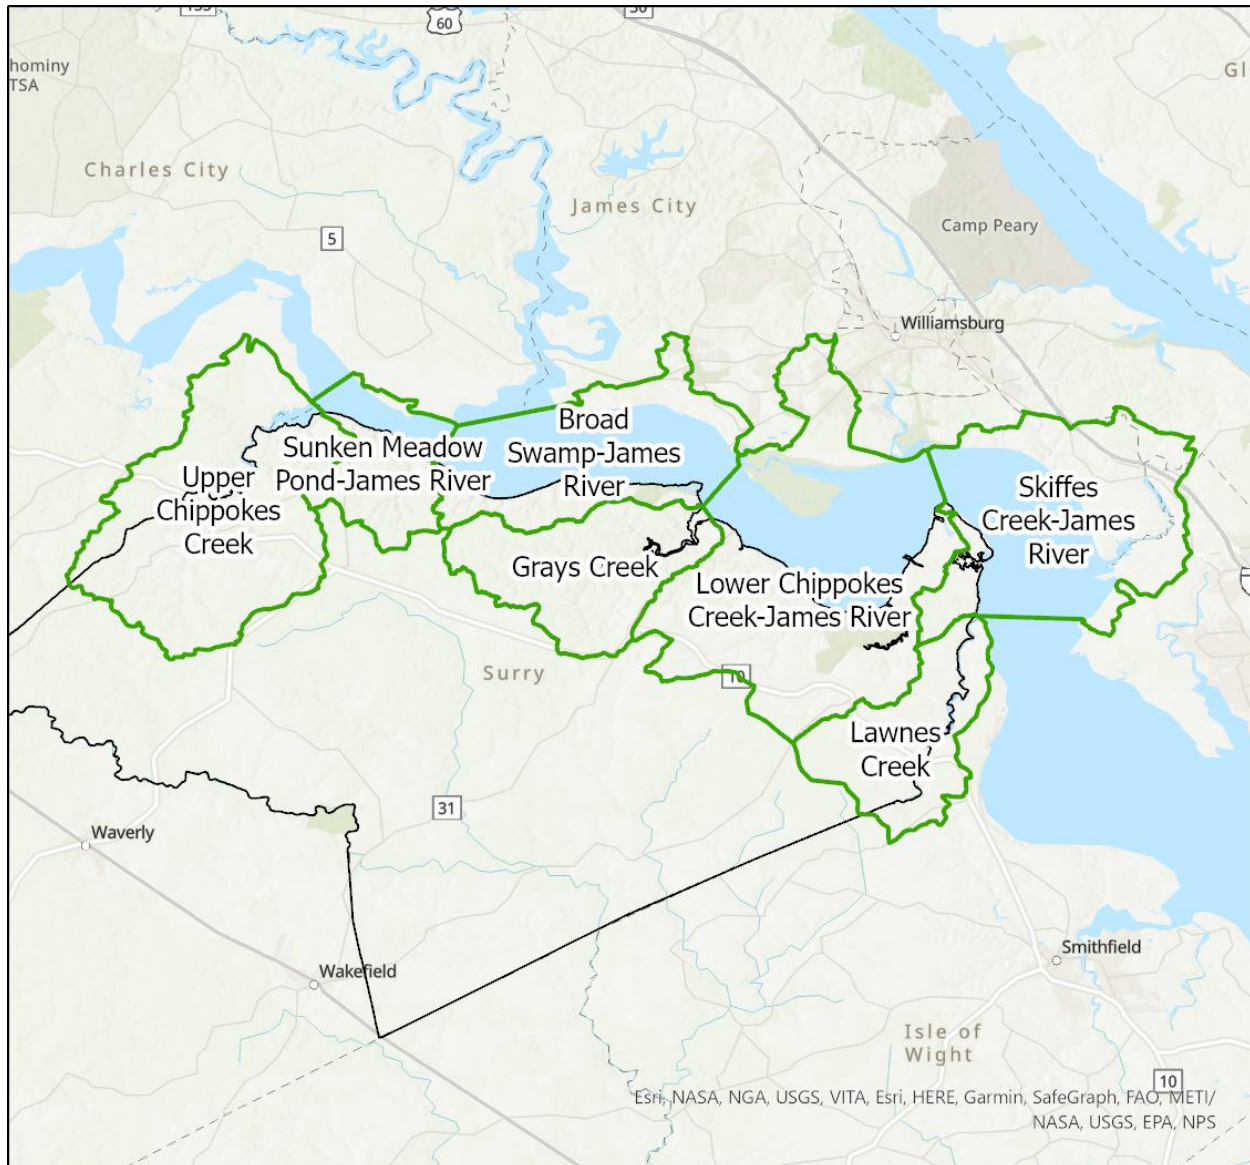 60
hominy
TSA
Charles City
James City
5
Camp Peary
Williamsburg
Broad
Swamp-James
River
Sunken Meadow
Pond-James River
Upper
Chippokes
Creek
Skiffes
Creek-James
River
Grays Creek
Lower Chippokes
Creek-James River
Surry
10
Lawnes
Creek
31
Waverly
Wakefield
Smithfield
Isle of
Wight
10
Esri, NASA, NGA, USGS, VITA, Esri, HERE, Garmin, SafeGraph, FAO, METI/
NASA, USGS, EPA, NPS